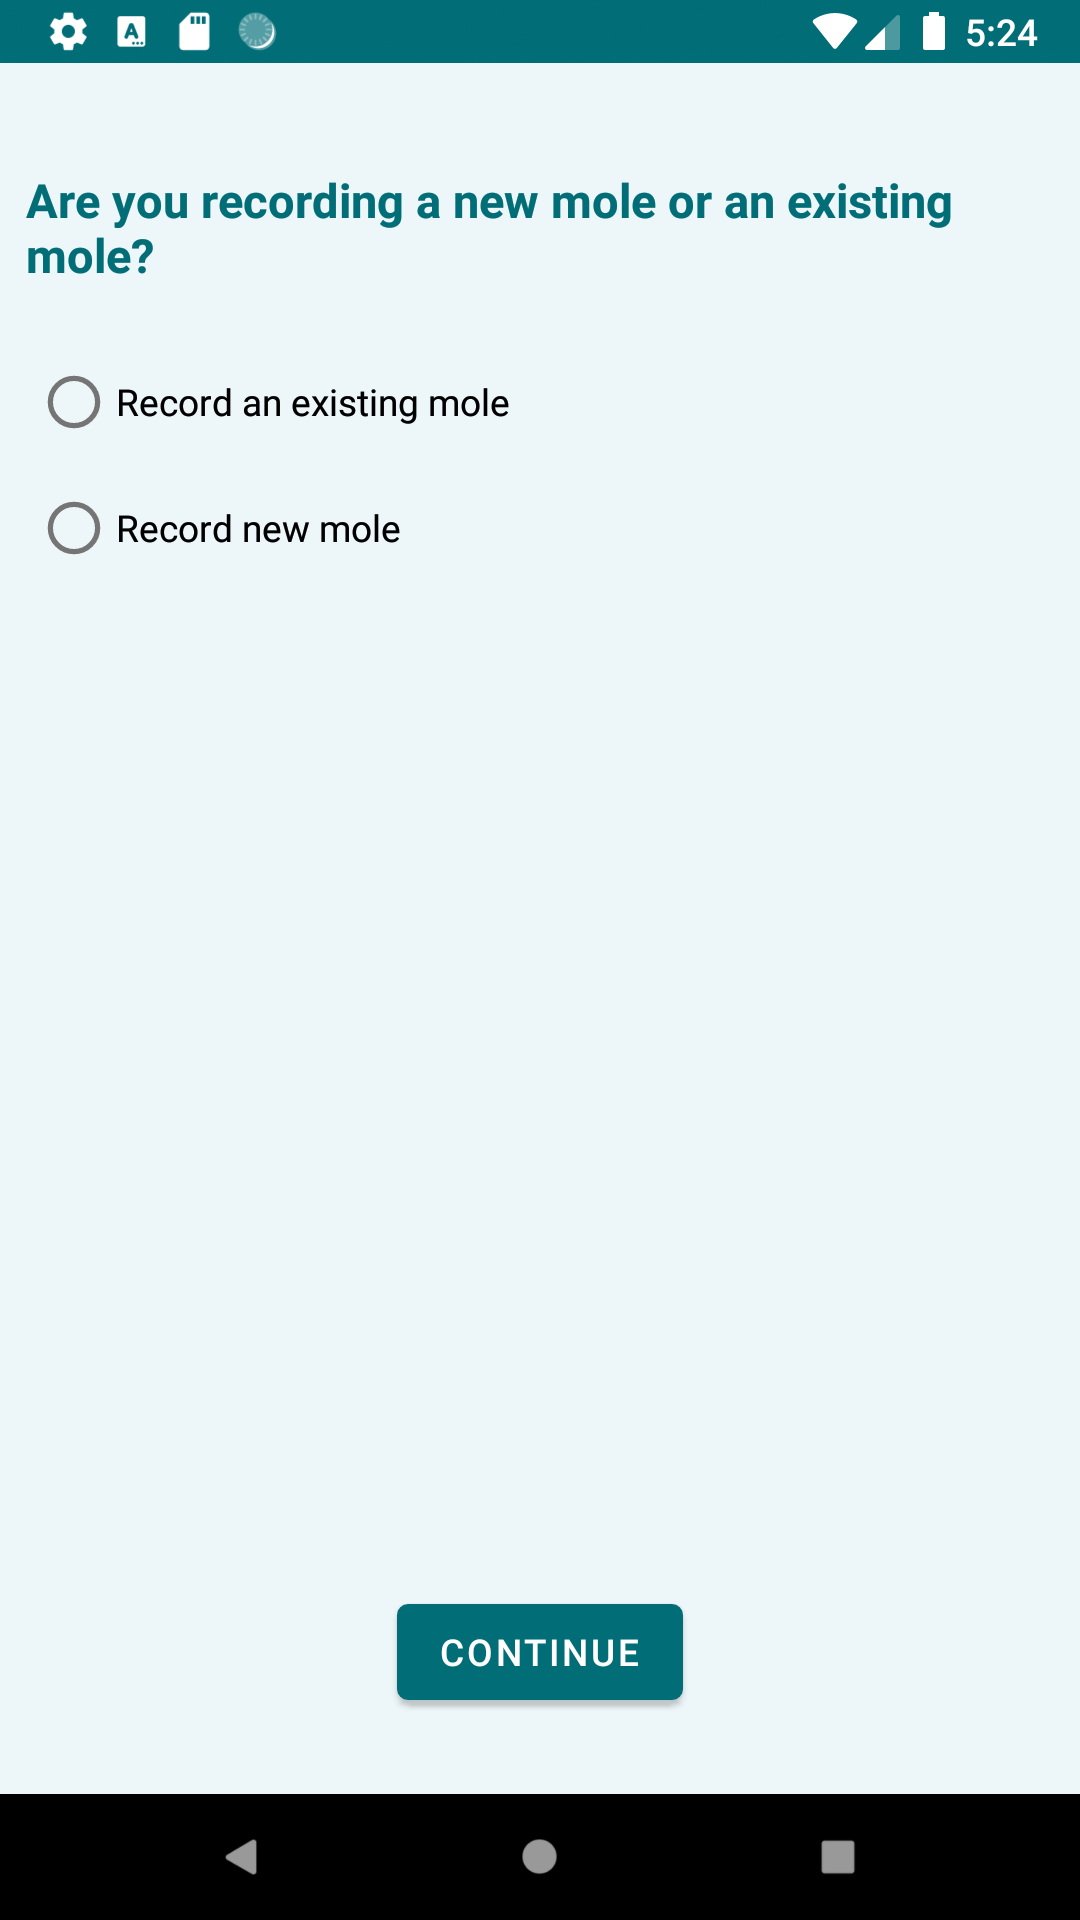 5:24
Are you recording a new mole or an existing
mole?
Record an existing mole
Record new mole
CONTINUE